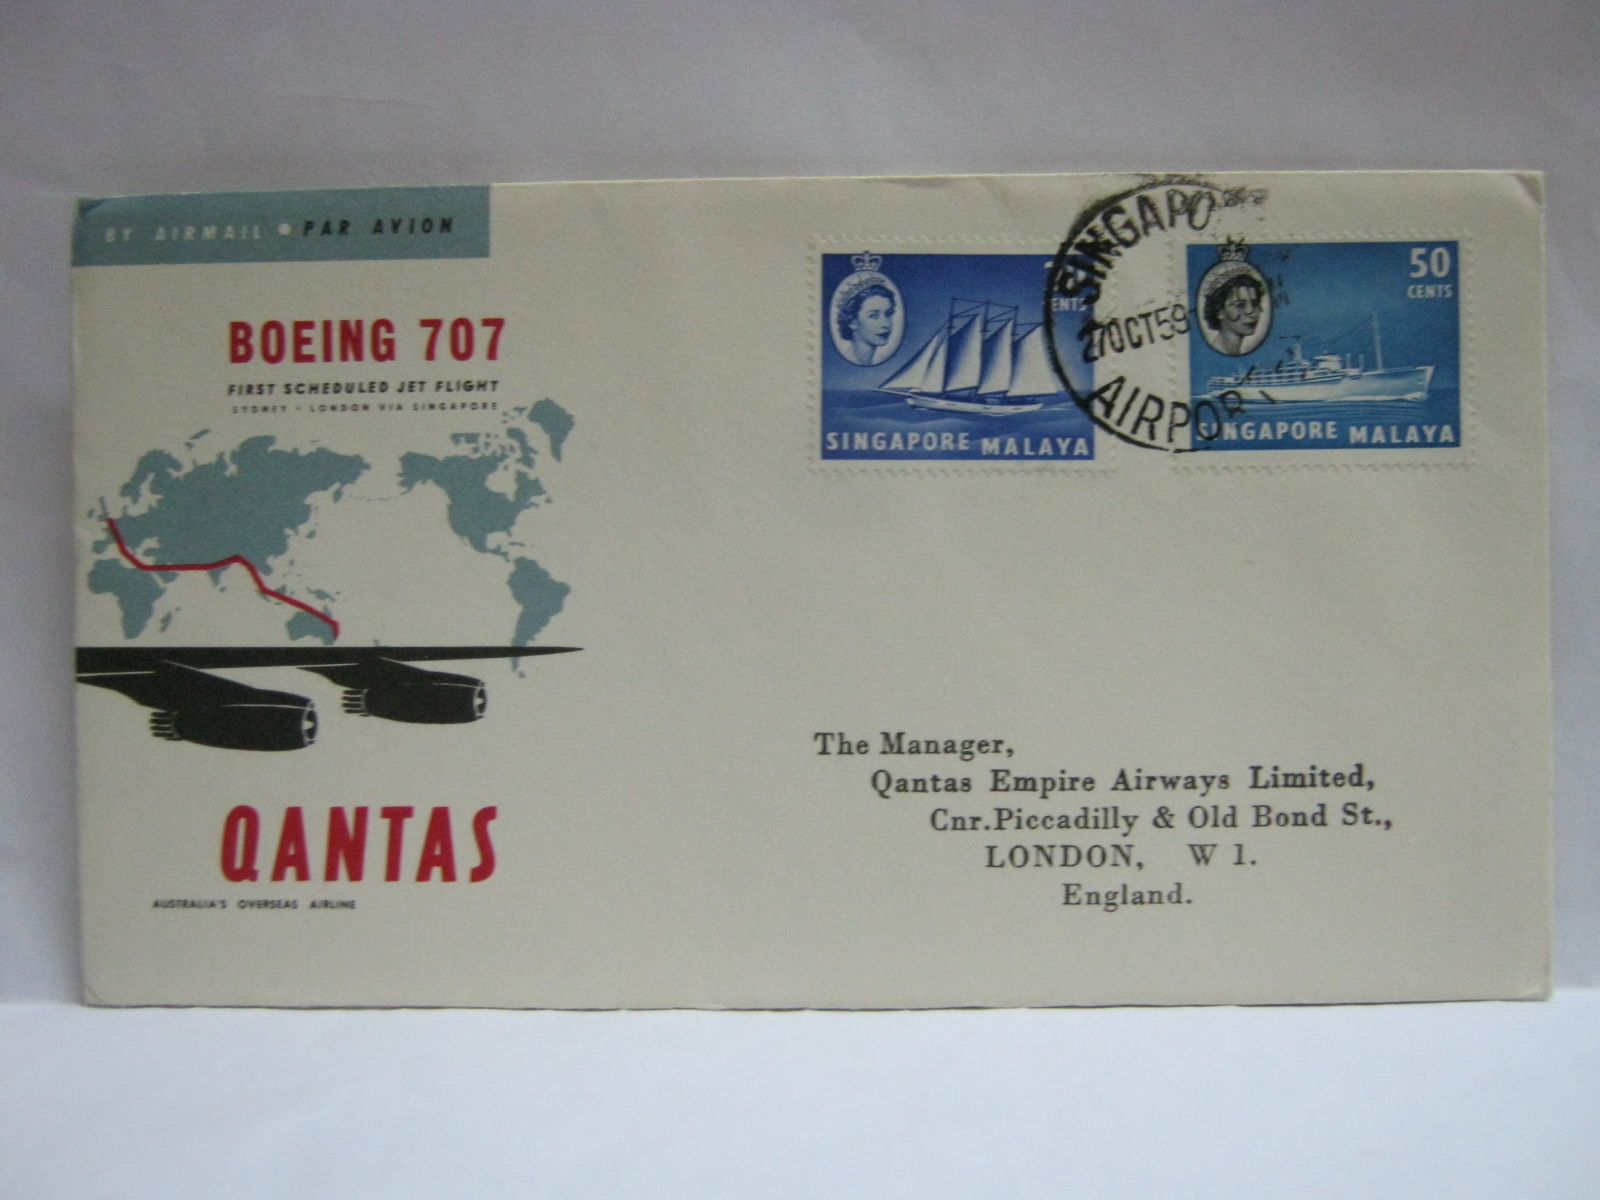 BY AIRMAIL • PAR AVION
BOEING 707
FIRST SCHEDULED JET FLIGHT
SYDNEY - LONDON VIA SINGAPORE
QANTAS
AUSTRALIA'S OVERSEAS AIRLINE
ENTS
SINGAPORE MALAYA
SINGAPO
27OCT59
AIRPORT
50
CENTS
SINGAPORE MALAYA
The Manager,
Qantas Empire Airways Limited,
Cnr.Piccadilly & Old Bond St.,
LONDON, W 1.
England.